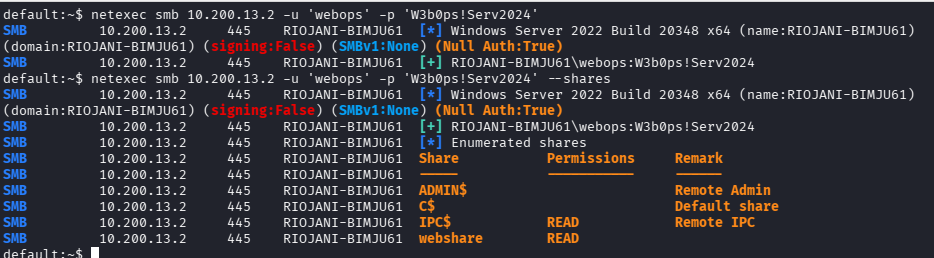 default:~$ netexec smb 10.200.13.2 -u 'webops' -p 'W3b0ps!Serv2024'
SMB 10.200.13.2 445 RIOJANI-BIMJU61 [*] Windows Server 2022 Build 20348 x64 (name:RIOJANI-BIMJU61)
(domain:RIOJANI-BIMJU61) (signing:False) (SMBv1:None) (Null Auth:True)
SMB 10.200.13.2 445 RIOJANI-BIMJU61 [+] RIOJANI-BIMJU61\webops:W3b0ps!Serv2024
default:~$ netexec smb 10.200.13.2 -u 'webops' -p 'W3b0ps!Serv2024' --shares
SMB 10.200.13.2 445 RIOJANI-BIMJU61 [*] Windows Server 2022 Build 20348 x64 (name:RIOJANI-BIMJU61)
(domain:RIOJANI-BIMJU61) (signing:False) (SMBv1:None) (Null Auth:True)
SMB 10.200.13.2 445 RIOJANI-BIMJU61 [+] RIOJANI-BIMJU61\webops:W3b0ps!Serv2024
SMB 10.200.13.2 445 RIOJANI-BIMJU61 [*] Enumerated shares
SMB 10.200.13.2 445 RIOJANI-BIMJU61 Share Permissions Remark
SMB 10.200.13.2 445 RIOJANI-BIMJU61 ----- ----------- ------
SMB 10.200.13.2 445 RIOJANI-BIMJU61 ADMIN$ Remote Admin
SMB 10.200.13.2 445 RIOJANI-BIMJU61 C$ Default share
SMB 10.200.13.2 445 RIOJANI-BIMJU61 IPC$ READ Remote IPC
SMB 10.200.13.2 445 RIOJANI-BIMJU61 webshare READ
default:~$